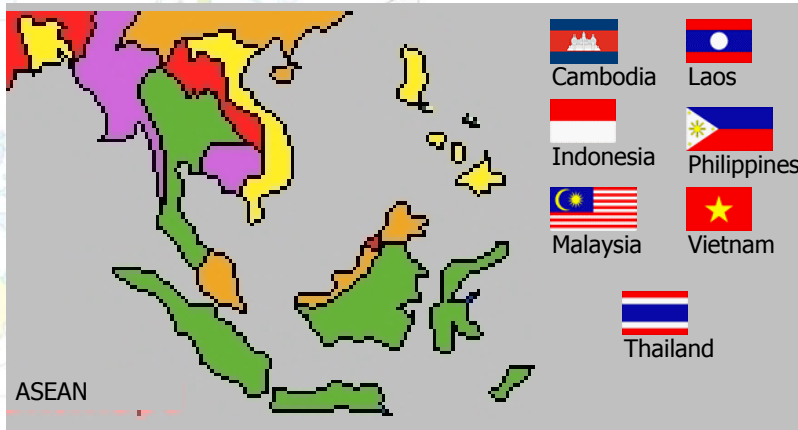 Cambodia Laos
Indonesia Philippines
Malaysia Vietnam
Thailand
ASEAN